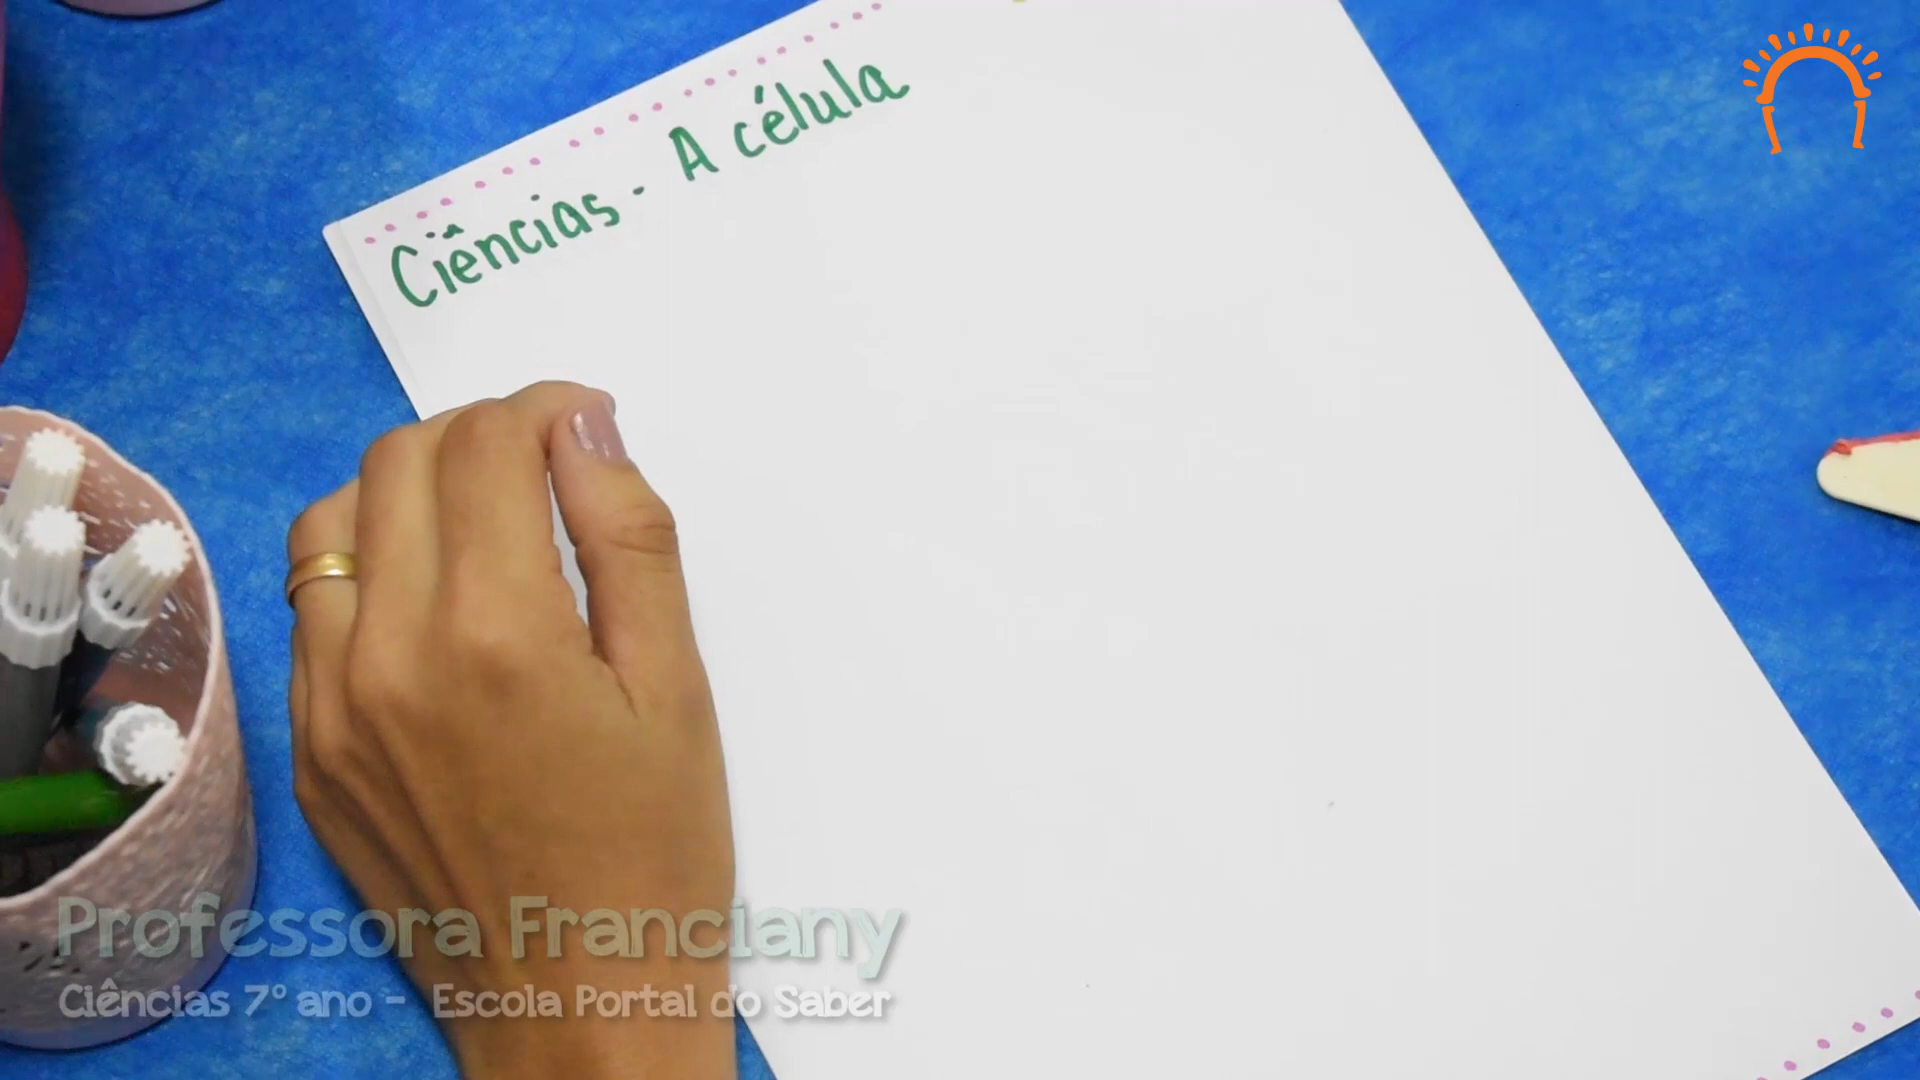 Ciências - A célula
Professora Franciany
Ciências 7º ano - Escola Portal do Saber